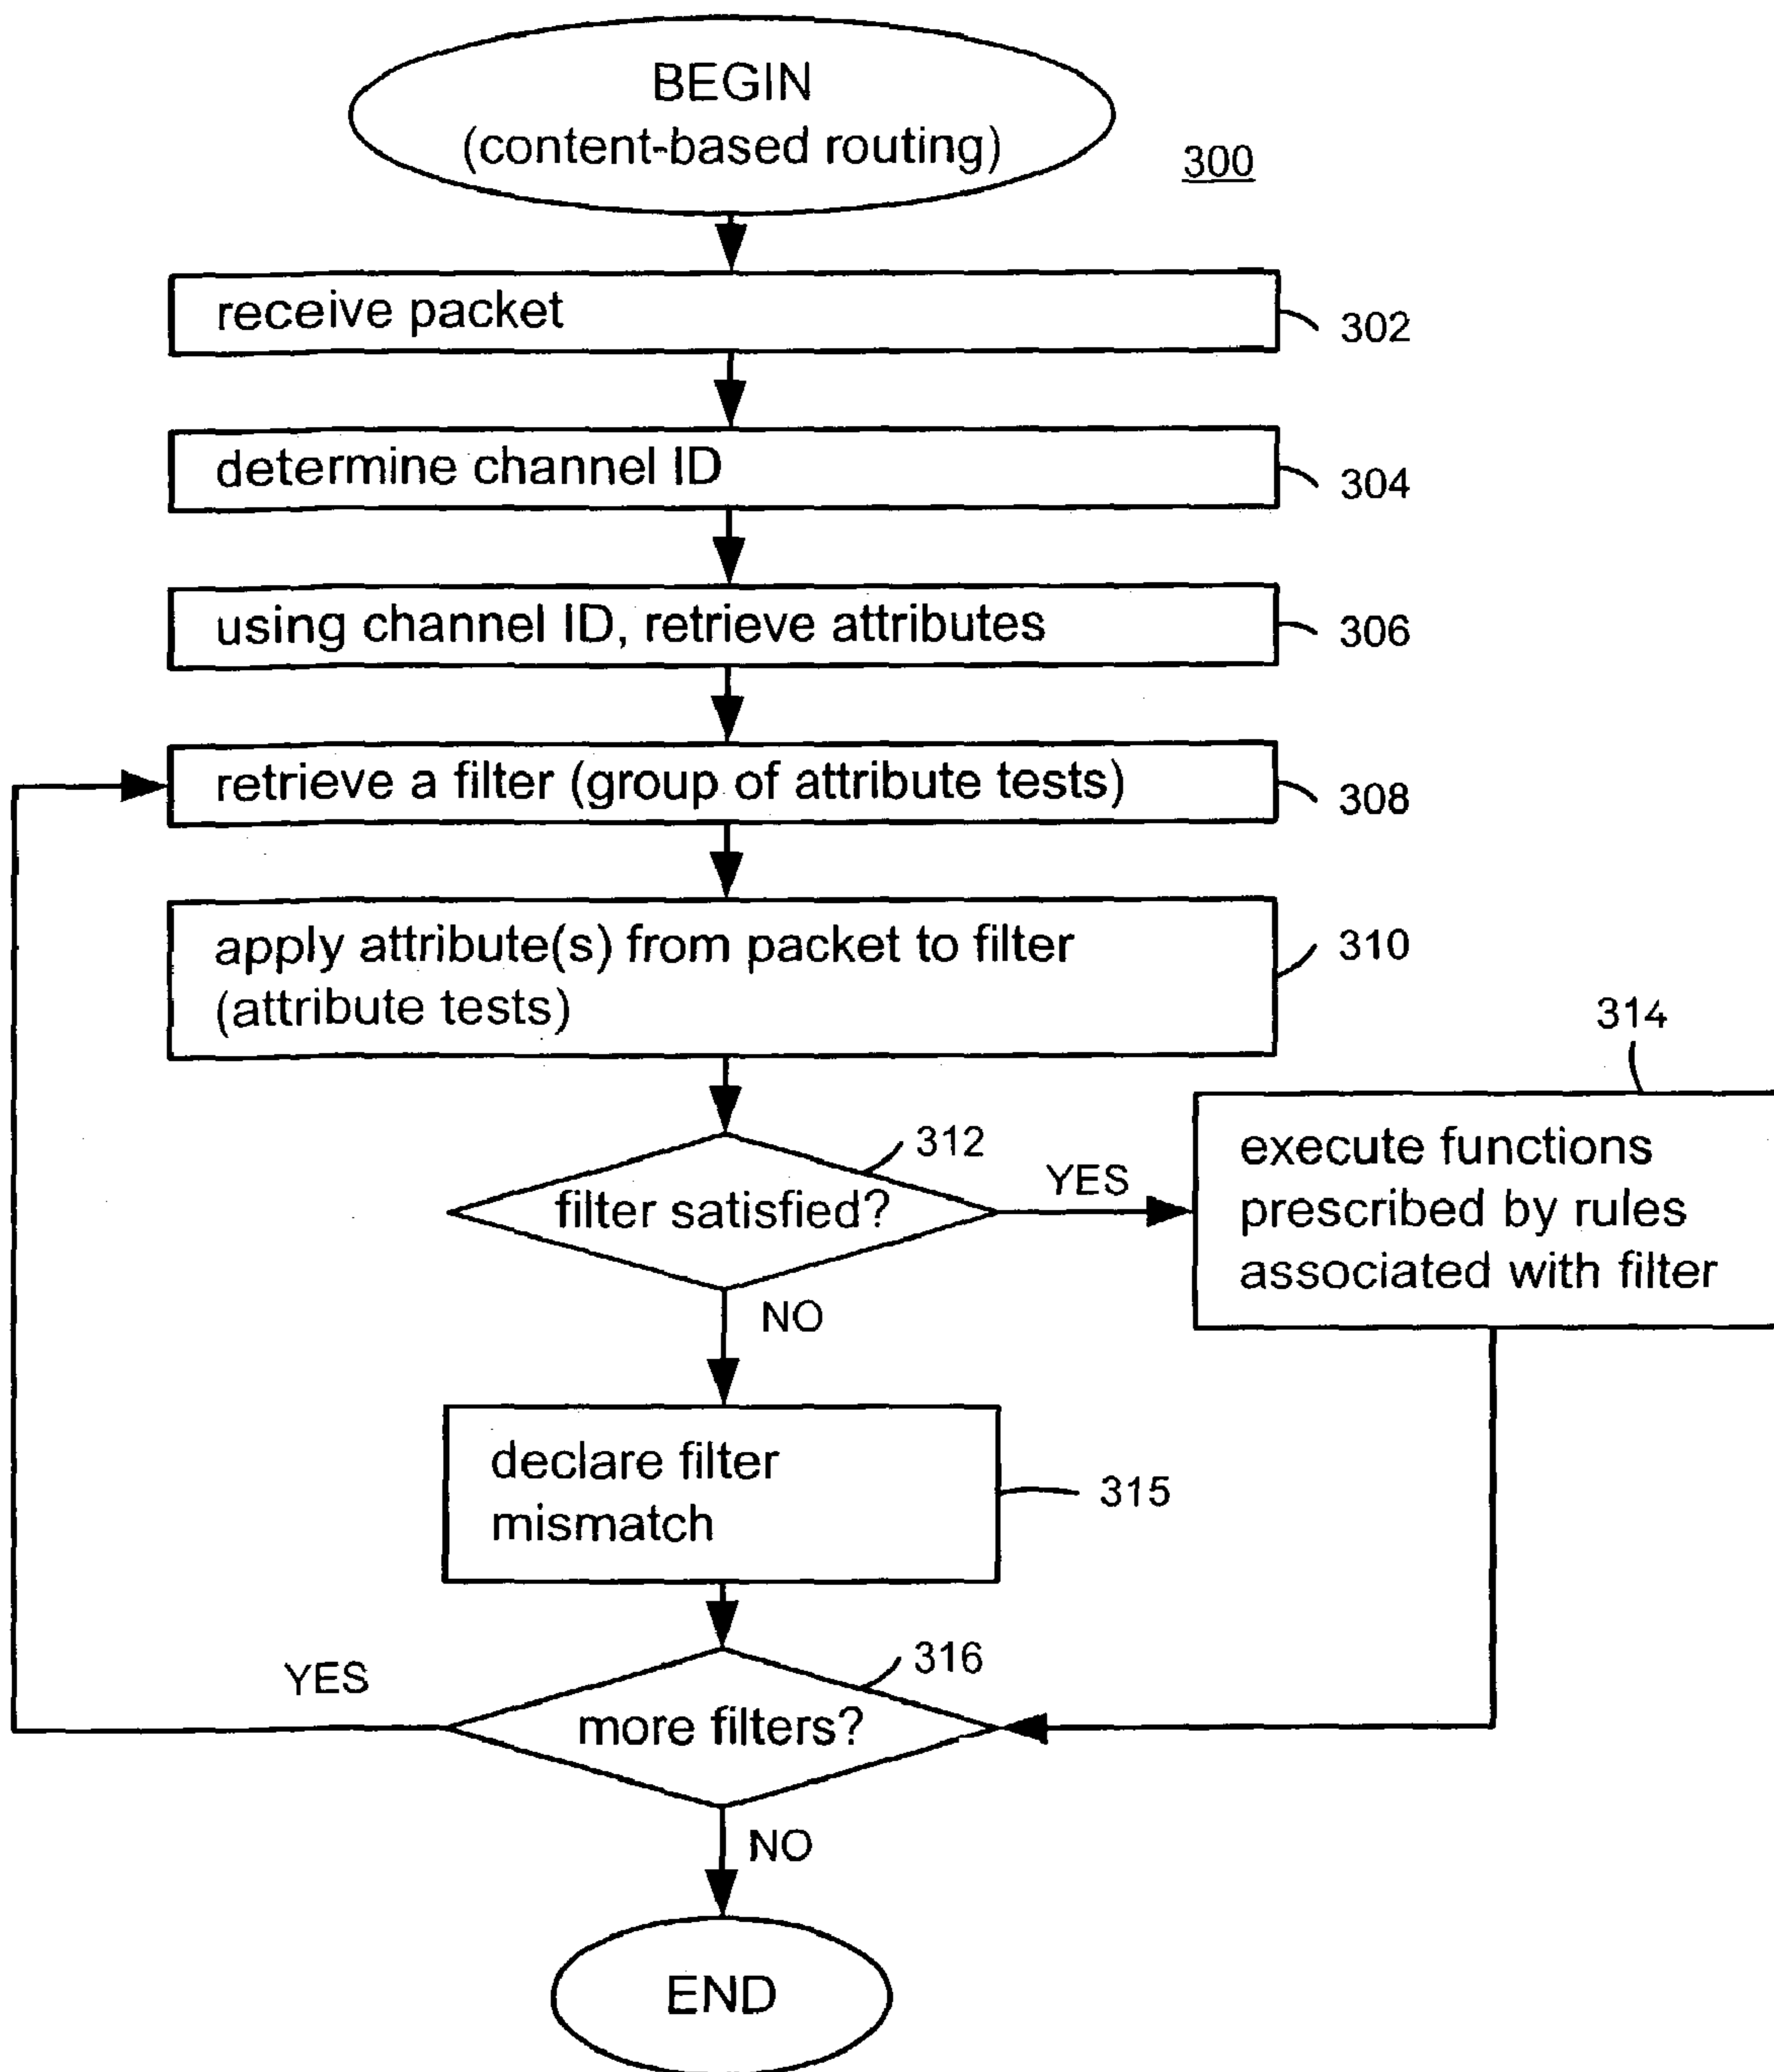 BEGIN
(content-based routing)
300
receive packet
302
determine channel ID
304
using channel ID, retrieve attributes
306
retrieve a filter (group of attribute tests)
308
apply attribute(s) from packet to filter
(attribute tests)
310
314
312
filter satisfied?
YES
execute functions
prescribed by rules
associated with filter
NO
declare filter
mismatch
315
316
YES
more filters?
NO
END